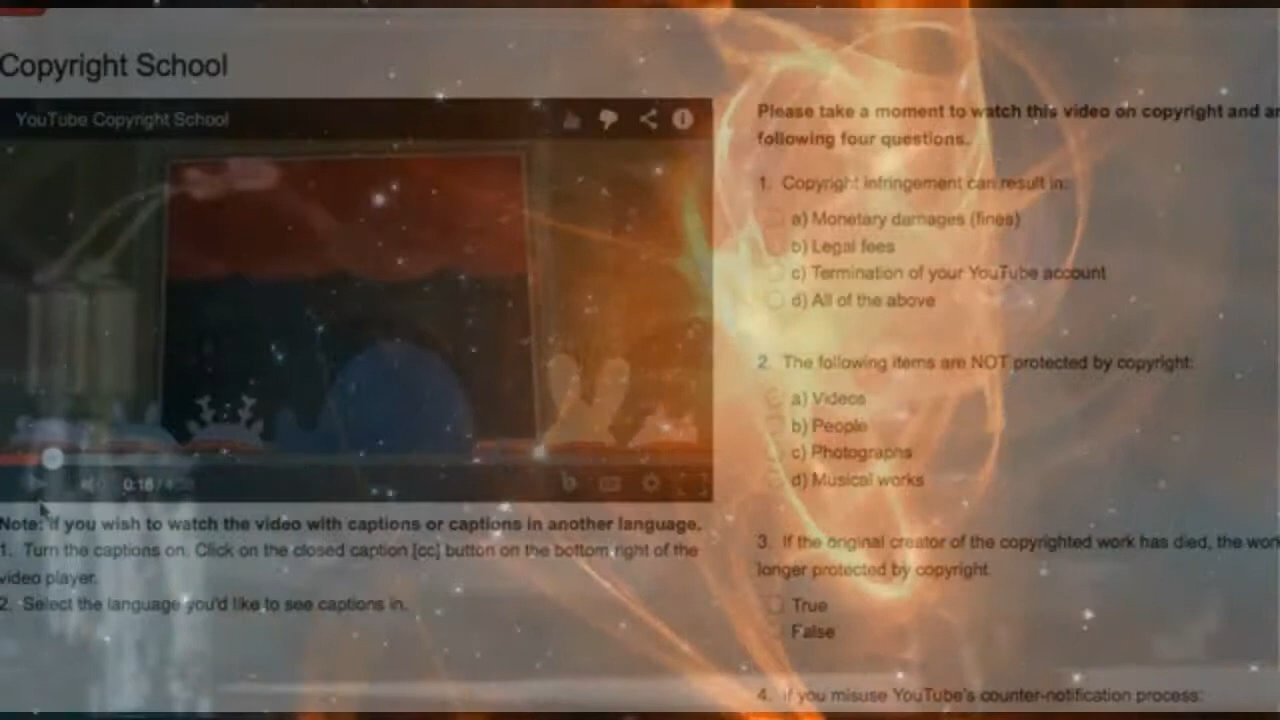 Copyright School
YouTube Copyright School
0:16
Note: if you wish to watch the video with captions or captions in another language.
1. Turn the captions on. Click on the closed caption [cc] button on the bottom right of the
video player.
2. Select the language you'd like to see captions in.
Please take a moment to watch this video on copyright and
following four questions.
1. Copyright infringement can result in:
a) Monetary damages (fines)
b) Legal fees
c) Termination of your YouTube account
d) All of the above
2. The following items are NOT protected by copyright:
a) Videos
b) People
c) Photographs
d) Musical works
3. If the original creator of the copyrighted work has died, the
longer protected by copyright.
True
False
4. If you misuse YouTube's counter-notification process: